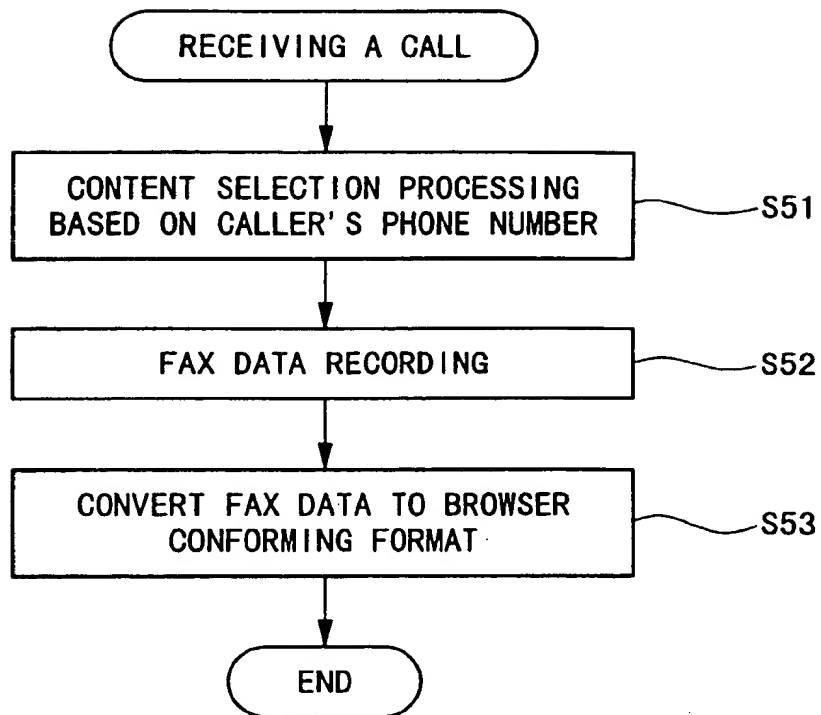 RECEIVING A CALL
CONTENT SELECTION PROCESSING
BASED ON CALLER'S PHONE NUMBER
S51
FAX DATA RECORDING
S52
CONVERT FAX DATA TO BROWSER
CONFORMING FORMAT
S53
END